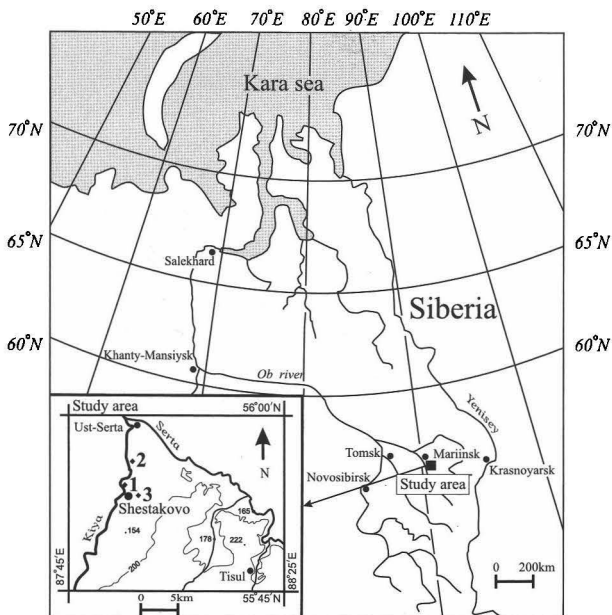 50°E 60°E 70°E 80°E 90°E 100°E 110°E
Kara sea
N
70°N 70°N
65°N 65°N
Salekhard
Siberia
60°N 60°N
Khanty-Mansiysk
Ob river
Yenisey
Tomsk
Mariinsk
Krasnoyarsk
Novosibirsk
Study area
0 200km
Study area
56°00'N
Ust-Serta
Serta
N
2
1
3
Shestakovo
Kiya
154
165
178
222
200
Tisul
87°45'E
88°25'E
0 5km
55°45'N